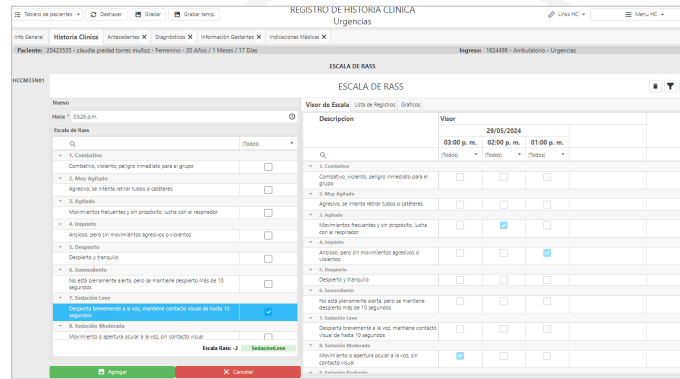 REGISTRO DE HISTORIA CLINICA
Urgencias
Tablero de pacientes
Deshacer
Grabar
Grabar temp.
Links HC
Menu HC
Info General
Historia Clínica
Antecedentes X
Diagnósticos X
Información Gestantes X
Indicaciones Médicas X
Paciente: 20423535 - claudia piedad torres muñoz - Femenino - 20 Años / 1 Meses / 17 Dias
Ingreso: 1624498 - Ambulatorio - Urgencias
ESCALA DE RASS
HCCM35N01
ESCALA DE RASS
Nuevo
Hora: * 03:26 p.m.
Escala de Rass
(Todos)
1. Combativo
Combativo, violento, peligro inmediato para el grupo
2. Muy Agitado
Agresivo, se intenta retirar tubos o catéteres
3. Agitado
Movimientos frecuentes y sin propósito, lucha con el respirador
4. Inquieto
Ansioso, pero sin movimientos agresivos o violentos
5. Despierto
Despierto y tranquilo
6. Somnoliento
No está plenamente alerta, pero se mantiene despierto más de 10
segundos
7. Sedación Leve
Despierta brevemente a la voz, mantiene contacto visual de hasta 10
segundos
8. Sedación Moderada
Movimiento o apertura ocular a la voz, sin contacto visual
Escala Rass: -2 SedacionLeve
Agregar
X Cancelar
Visor de Escala
Lista de Registros
Graficos
Descripcion
Visor
29/05/2024
03:00 p. m.
02:00 p. m.
01:00 p. m.
(Todos)
(Todos)
(Todos)
1. Combativo
Combativo, violento, peligro inmediato para el
grupo
2. Muy Agitado
Agresivo, se intenta retirar tubos o catéteres
3. Agitado
Movimientos frecuentes y sin propósito, lucha
con el respirador
4. Inquieto
Ansioso, pero sin movimientos agresivos o
violentos
5. Despierto
Despierto y tranquilo
6. Somnoliento
No está plenamente alerta, pero se mantiene
despierto más de 10 segundos
7. Sedación Leve
Despierta brevemente a la voz, mantiene contacto
visual de hasta 10 segundos
8. Sedación Moderada
Movimiento o apertura ocular a la voz, sin
contacto visual
9. Sedación Profunda